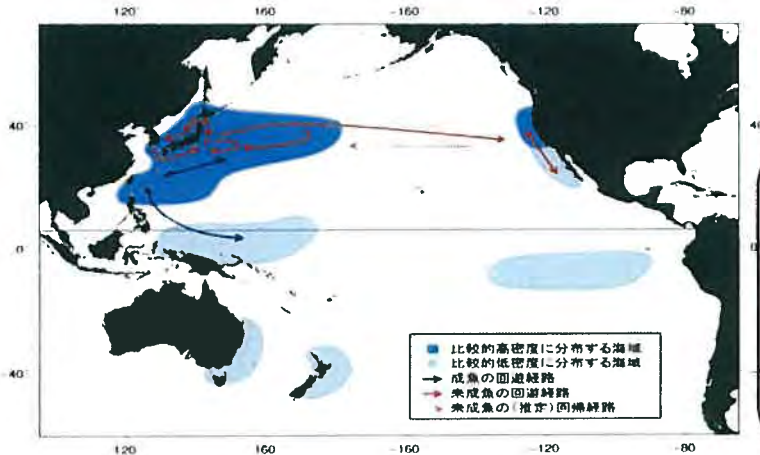 120 160 -160 -120 -80
40
40
0
0
-40
-40
比較的高密度に分布する海域
比較的低密度に分布する海域
成魚の回遊経路
未成魚の回遊経路
未成魚の(推定)回帰経路
120 160 -160 -120 -80